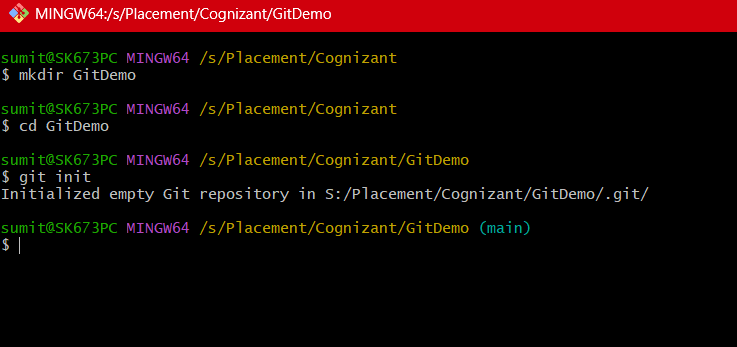 MINGW64:/s/Placement/Cognizant/GitDemo
sumit@SK673PC MINGW64 /s/Placement/Cognizant
$ mkdir GitDemo
sumit@SK673PC MINGW64 /s/Placement/Cognizant
$ cd GitDemo
sumit@SK673PC MINGW64 /s/Placement/Cognizant/GitDemo
$ git init
Initialized empty Git repository in S:/Placement/Cognizant/GitDemo/.git/
sumit@SK673PC MINGW64 /s/Placement/Cognizant/GitDemo (main)
$